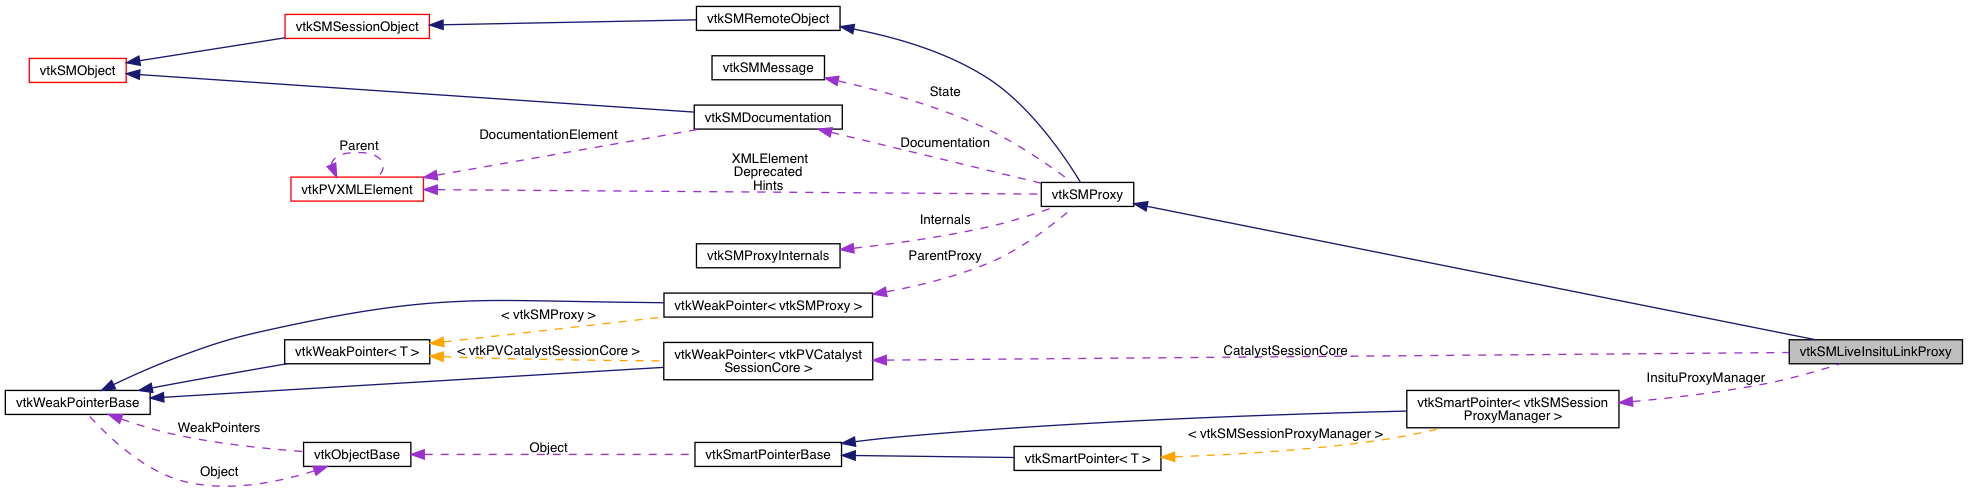 vtkSMRemoteObject
vtkSMSessionObject
vtkSMObject
vtkSMMessage
State
vtkSMDocumentation
DocumentationElement
Documentation
Parent
XMLElement
Deprecated
Hints
vtkPVXMLElement
vtkSMProxy
Internals
vtkSMProxyInternals
ParentProxy
vtkWeakPointer< vtkSMProxy >
< vtkSMProxy >
vtkWeakPointer< T >
< vtkPVCatalystSessionCore >
vtkWeakPointer< vtkPVCatalyst
SessionCore >
CatalystSessionCore
vtkSMLiveInsituLinkProxy
InsituProxyManager
vtkWeakPointerBase
vtkSmartPointer< vtkSMSession
ProxyManager >
WeakPointers
< vtkSMSessionProxyManager >
Object
vtkObjectBase
vtkSmartPointerBase
vtkSmartPointer< T >
Object